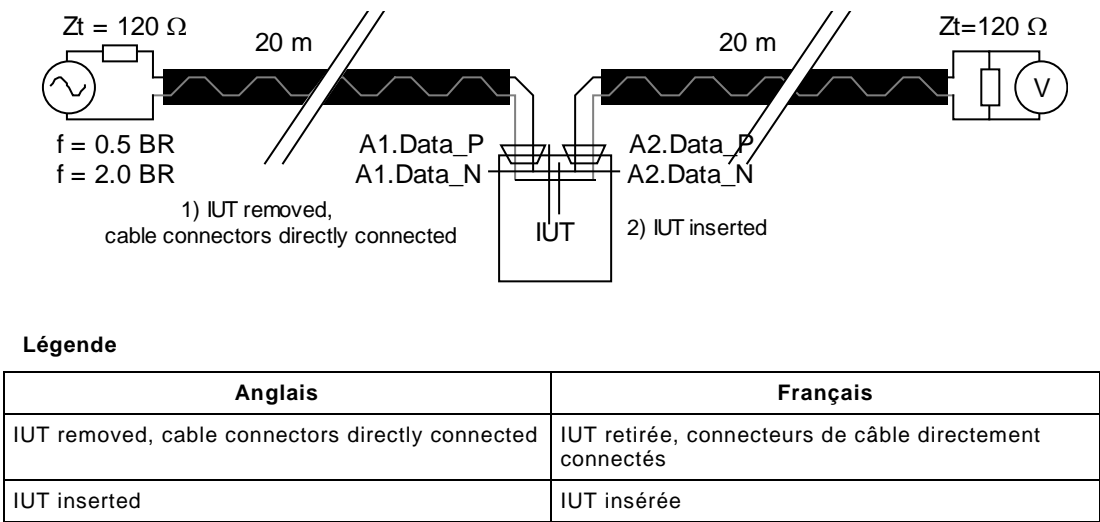 Zt = 120 Ω
20 m
20 m
Zt=120 Ω
V
f = 0.5 BR
f = 2.0 BR
A1.Data_P
A1.Data_N
A2.Data_P
A2.Data_N
1) IUT removed,
cable connectors directly connected
IUT
2) IUT inserted
Légende
Anglais
Français
IUT removed, cable connectors directly connected
IUT retirée, connecteurs de câble directement
connectés
IUT inserted
IUT insérée